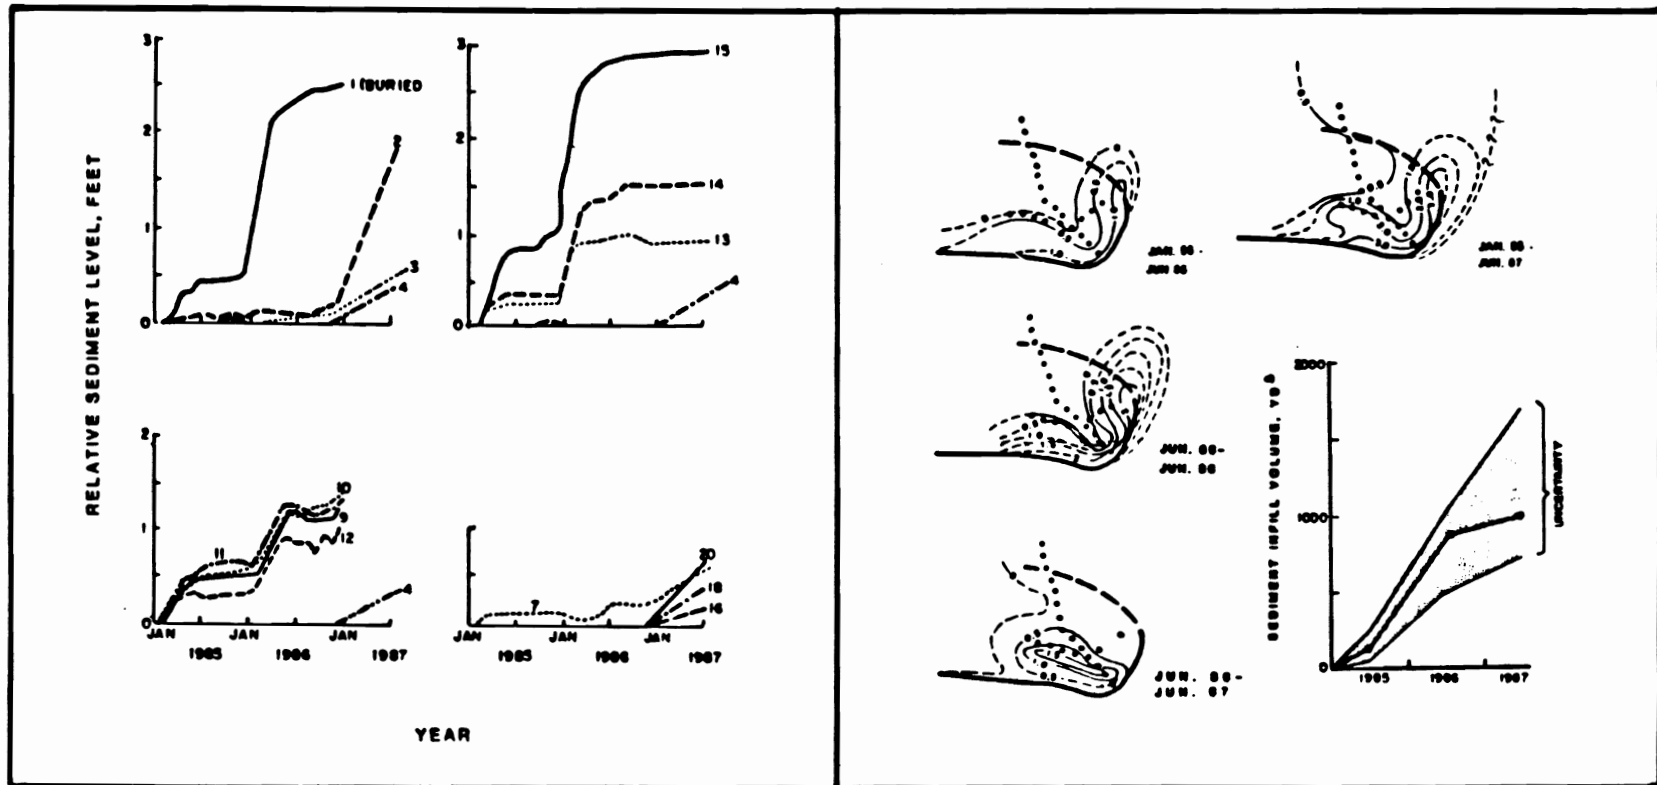 RELATIVE SEDIMENT LEVEL, FEET
3
2
1
0
1 (BURIED
2
3
4
3
2
1
0
15
14
13
4
2
1
0
10
9
11
12
4
JAN
JAN
JAN
1985
1986
1987
7
20
18
16
JAN
JAN
JAN
1985
1986
1987
YEAR
JAN. 85 -
JUN 86
JAN. 85 -
JUN. 87
JUN. 86-
JUN. 86
JUN. 86-
JUN. 87
SEDIMENT INFILL VOLUME, YD3
2000
1000
0
1985
1986
1987
UNCERTAINTY